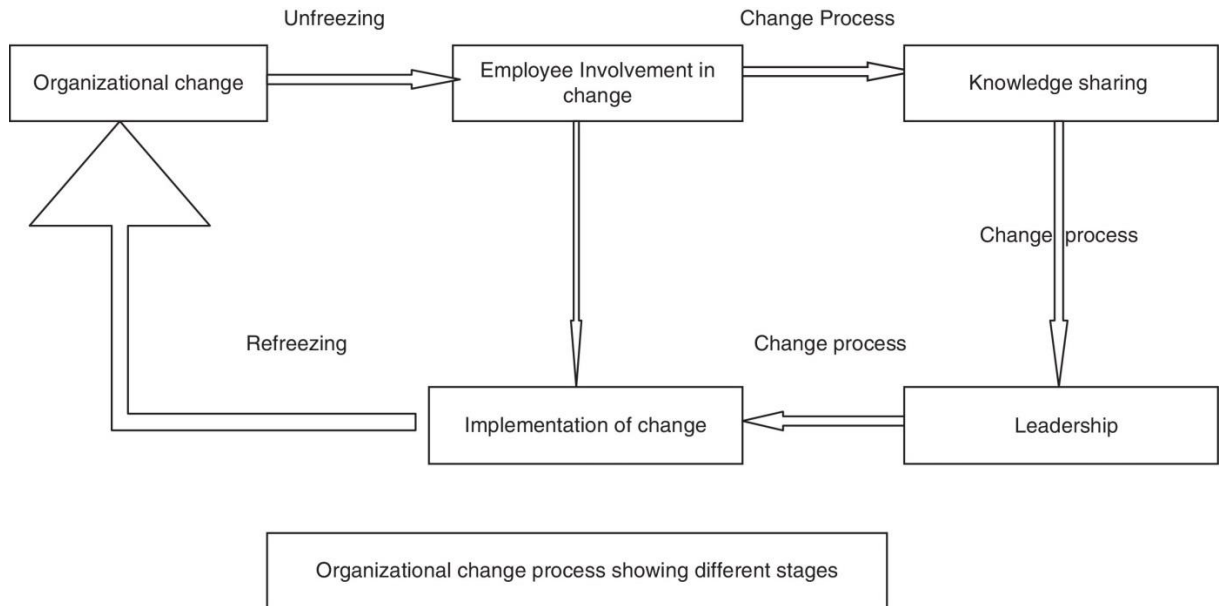 Unfreezing
Change Process
Organizational change
Employee Involvement in
change
Knowledge sharing
Change process
Refreezing
Change process
Implementation of change
Leadership
Organizational change process showing different stages